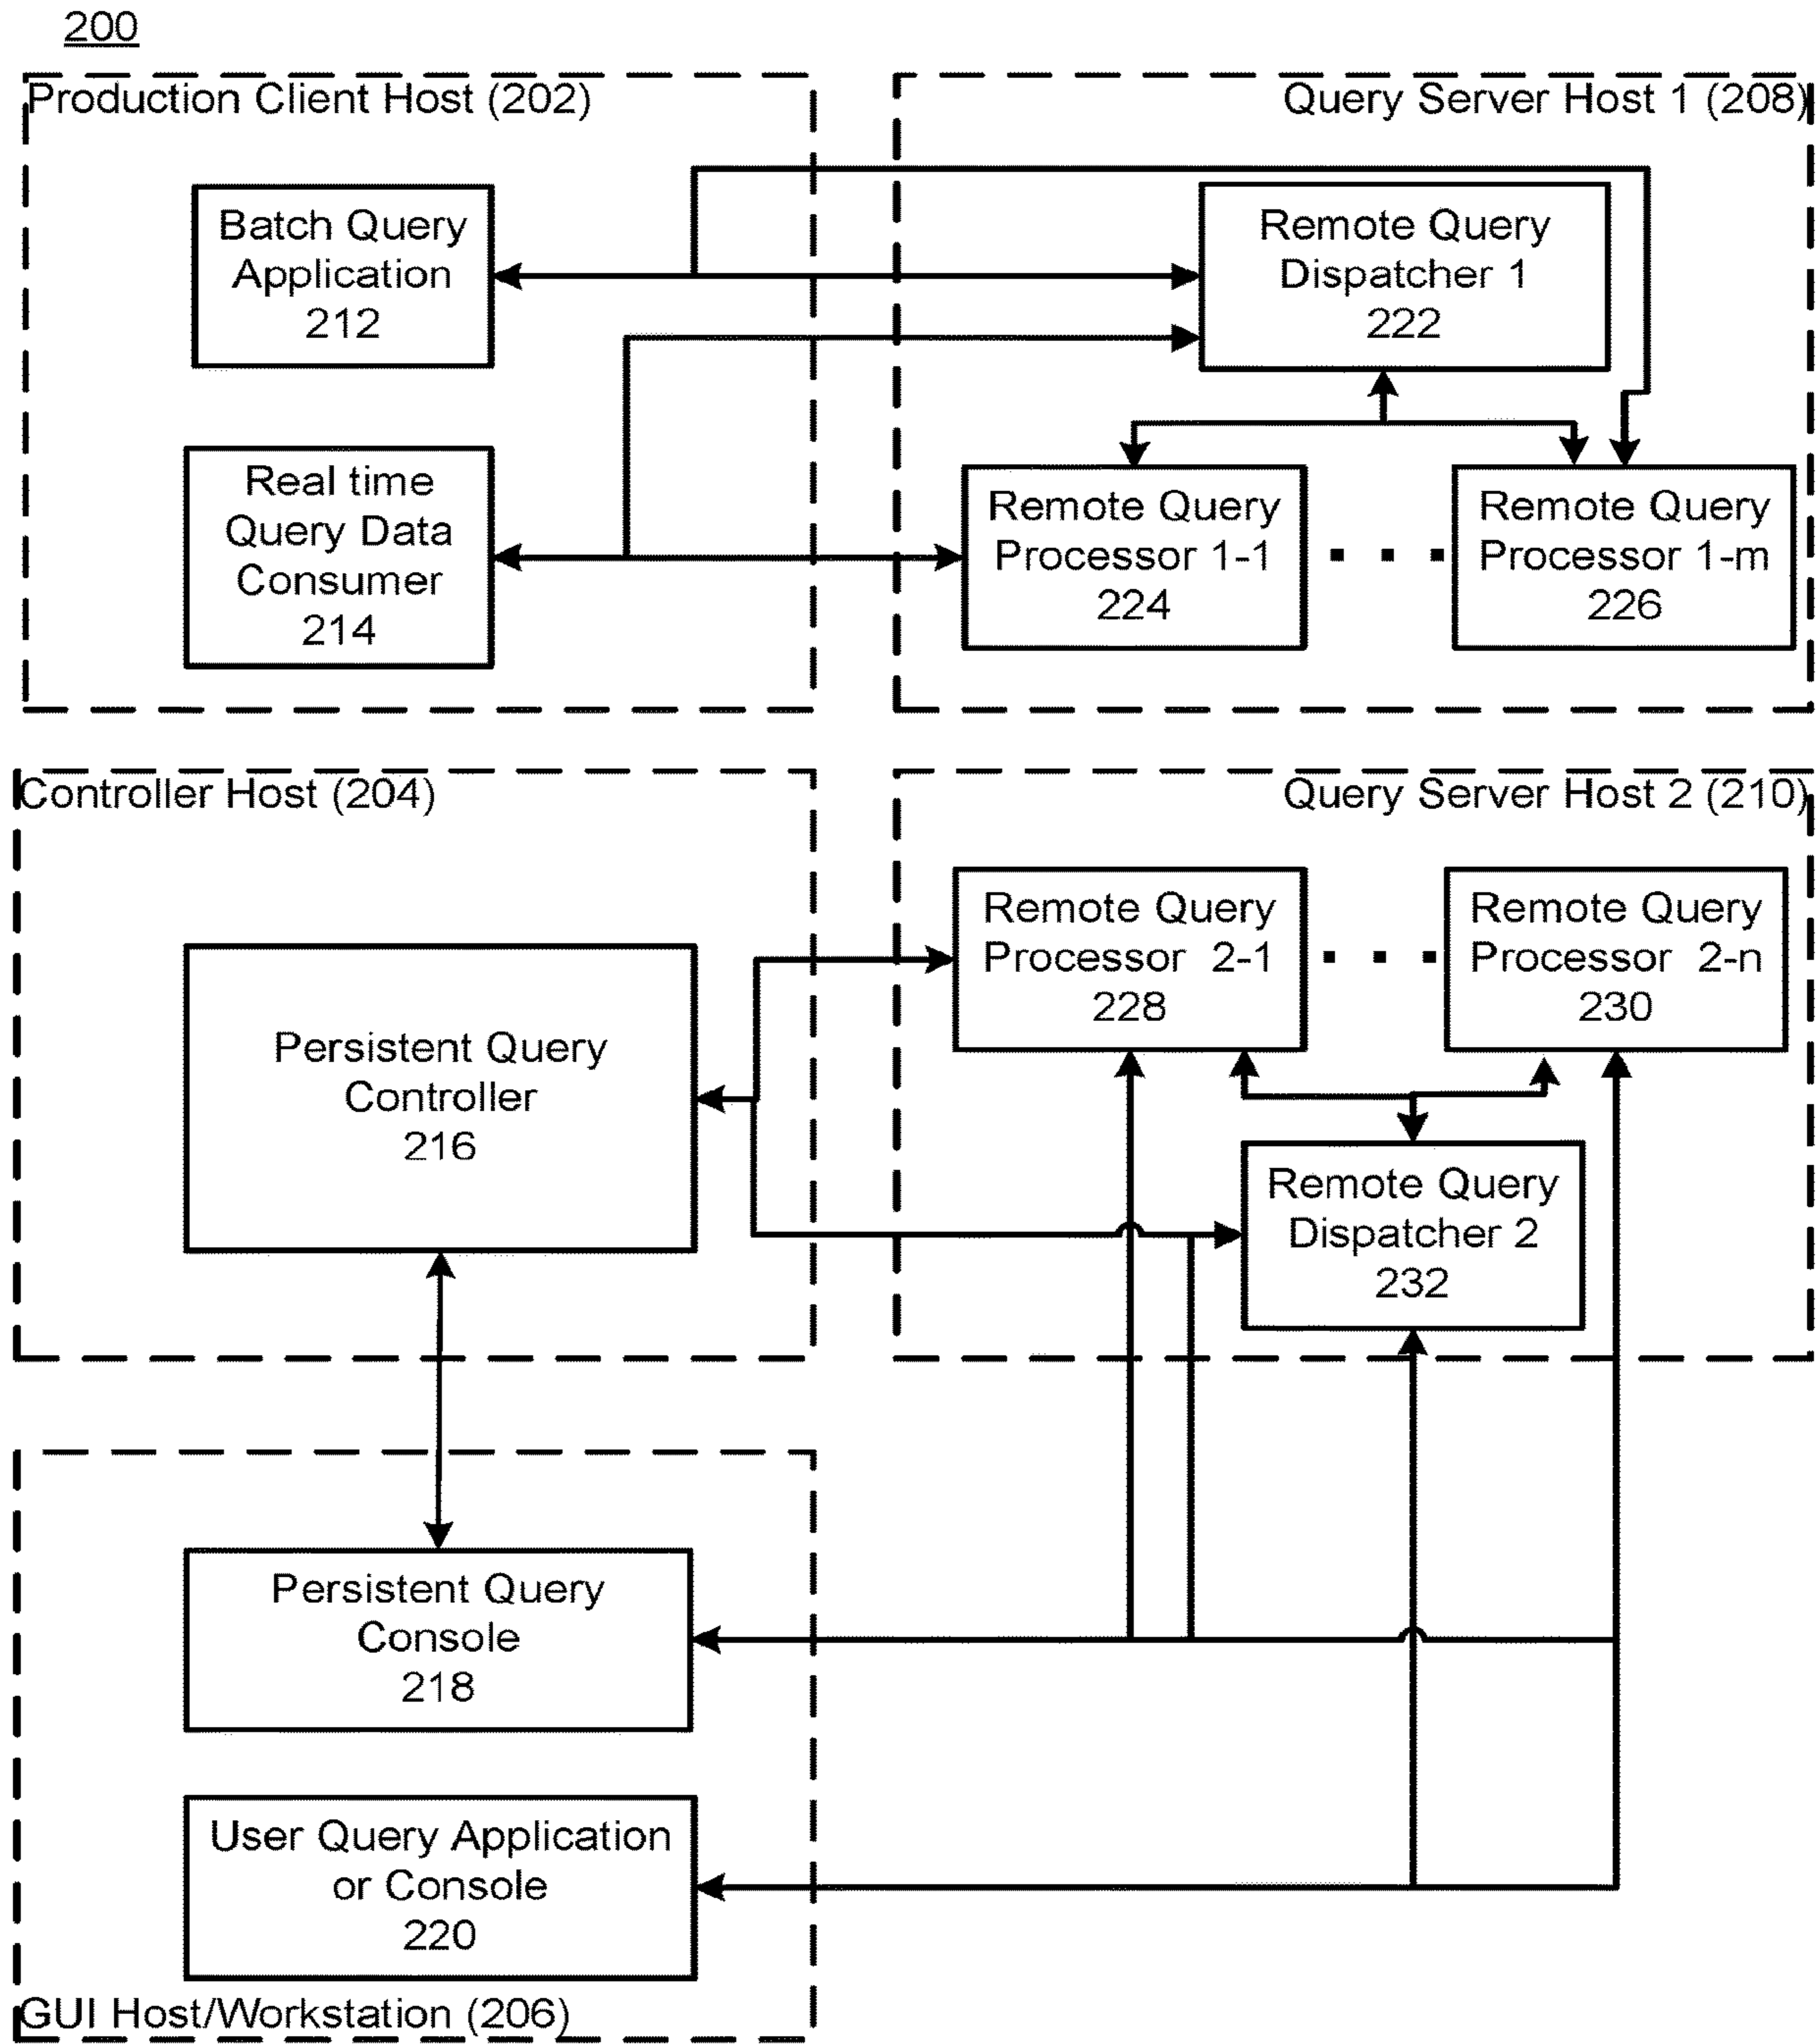 200
Production Client Host (202)
Query Server Host 1 (208)
Batch Query
Application
212
Remote Query
Dispatcher 1
222
Real time
Query Data
Consumer
214
Remote Query
Processor 1-1
224
Remote Query
Processor 1-m
226
Controller Host (204)
Query Server Host 2 (210)
Remote Query
Processor 2-1
228
Remote Query
Processor 2-n
230
Persistent Query
Controller
216
Remote Query
Dispatcher 2
232
Persistent Query
Console
218
User Query Application
or Console
220
GUI Host/Workstation (206)